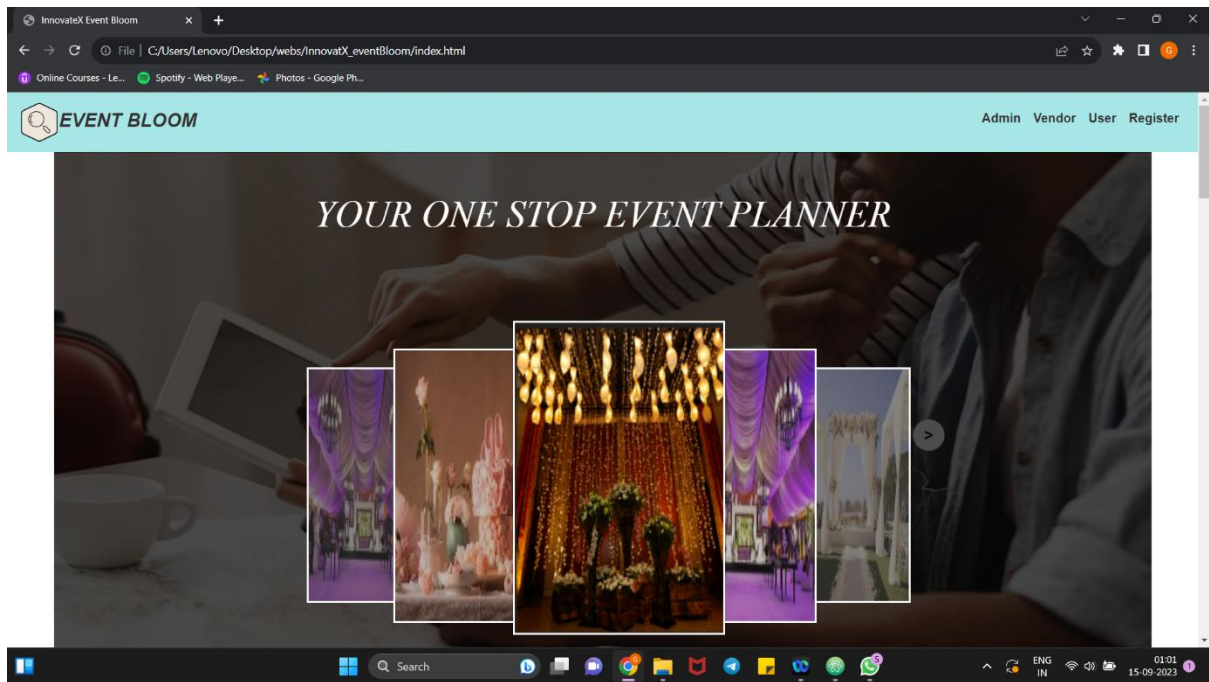 InnovateX Event Bloom
File | C:/Users/Lenovo/Desktop/webs/InnovatX_eventBloom/index.html
G
Online Courses - Le... Spotify - Web Playe... Photos - Google Ph...
EVENT BLOOM Admin Vendor User Register
YOUR ONE STOP EVENT PLANNER
>
Search
ENG 01:01
IN 15-09-2023 1